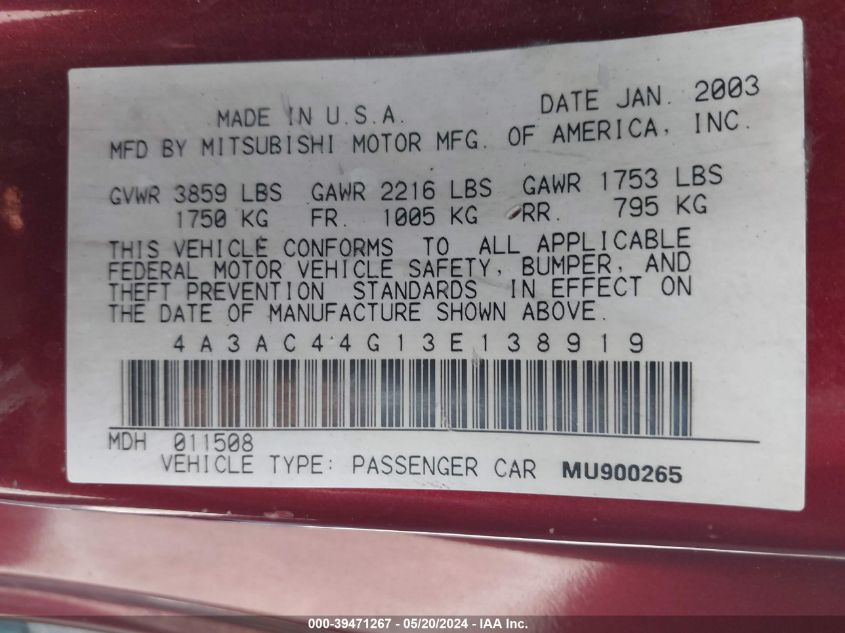 MADE IN U.S.A. DATE JAN. 2003
MFD BY MITSUBISHI MOTOR MFG. OF AMERICA, INC.
GVWR 3859 LBS GAWR 2216 LBS GAWR 1753 LBS
1750 KG FR. 1005 KG RR. 795 KG
THIS VEHICLE CONFORMS TO ALL APPLICABLE
FEDERAL MOTOR VEHICLE SAFETY, BUMPER, AND
THEFT PREVENTION STANDARDS IN EFFECT ON
THE DATE OF MANUFACTURE SHOWN ABOVE.
4A3AC44G13E138919
MDH 011508
VEHICLE TYPE: PASSENGER CAR MU900265
000-39471267 - 05/20/2024 - IAA Inc.